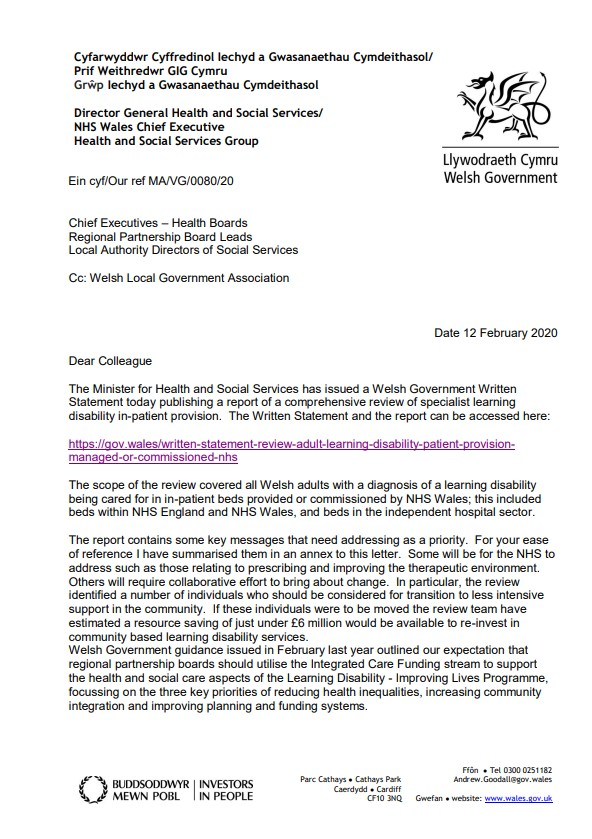 Cyfarwyddwr Cyffredinol Iechyd a Gwasanaethau Cymdeithasol/
Prif Weithredwr GIG Cymru
Grŵp Iechyd a Gwasanaethau Cymdeithasol
Director General Health and Social Services/
NHS Wales Chief Executive
Health and Social Services Group
Llywodraeth Cymru
Welsh Government
Ein cyf/Our ref MA/VG/0080/20
Chief Executives – Health Boards
Regional Partnership Board Leads
Local Authority Directors of Social Services
Cc: Welsh Local Government Association
Date 12 February 2020
Dear Colleague
The Minister for Health and Social Services has issued a Welsh Government Written
Statement today publishing a report of a comprehensive review of specialist learning
disability in-patient provision.  The Written Statement and the report can be accessed here:
https://gov.wales/written-statement-review-adult-learning-disability-patient-provision-
managed-or-commissioned-nhs
The scope of the review covered all Welsh adults with a diagnosis of a learning disability
being cared for in in-patient beds provided or commissioned by NHS Wales; this included
beds within NHS England and NHS Wales, and beds in the independent hospital sector.
The report contains some key messages that need addressing as a priority.  For your ease
of reference I have summarised them in an annex to this letter.  Some will be for the NHS to
address such as those relating to prescribing and improving the therapeutic environment.
Others will require collaborative effort to bring about change.  In particular, the review
identified a number of individuals who should be considered for transition to less intensive
support in the community.  If these individuals were to be moved the review team have
estimated a resource saving of just under £6 million would be available to re-invest in
community based learning disability services.
Welsh Government guidance issued in February last year outlined our expectation that
regional partnership boards should utilise the Integrated Care Funding stream to support
the health and social care aspects of the Learning Disability - Improving Lives Programme,
focussing on the three key priorities of reducing health inequalities, increasing community
integration and improving planning and funding systems.
BUDDSODDWYR | INVESTORS
MEWN POBL | IN PEOPLE
Parc Cathays ● Cathays Park
Caerdydd ● Cardiff
CF10 3NQ
Ffôn ● Tel 0300 0251182
Andrew.Goodall@gov.wales
Gwefan ● website: www.wales.gov.uk